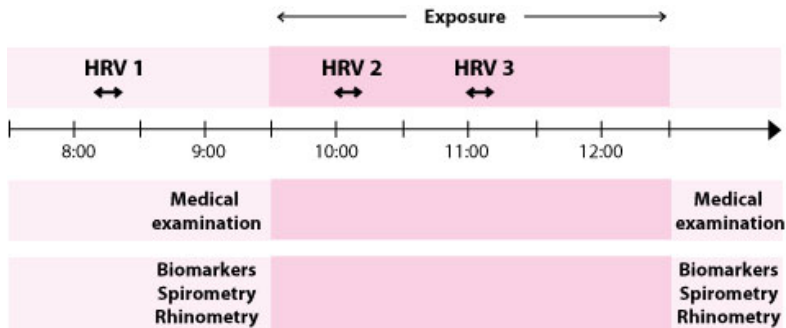 Exposure
HRV 1 HRV 2 HRV 3
8:00 9:00 10:00 11:00 12:00
Medical examination Medical examination
Biomarkers Biomarkers
Spirometry Spirometry
Rhinometry Rhinometry